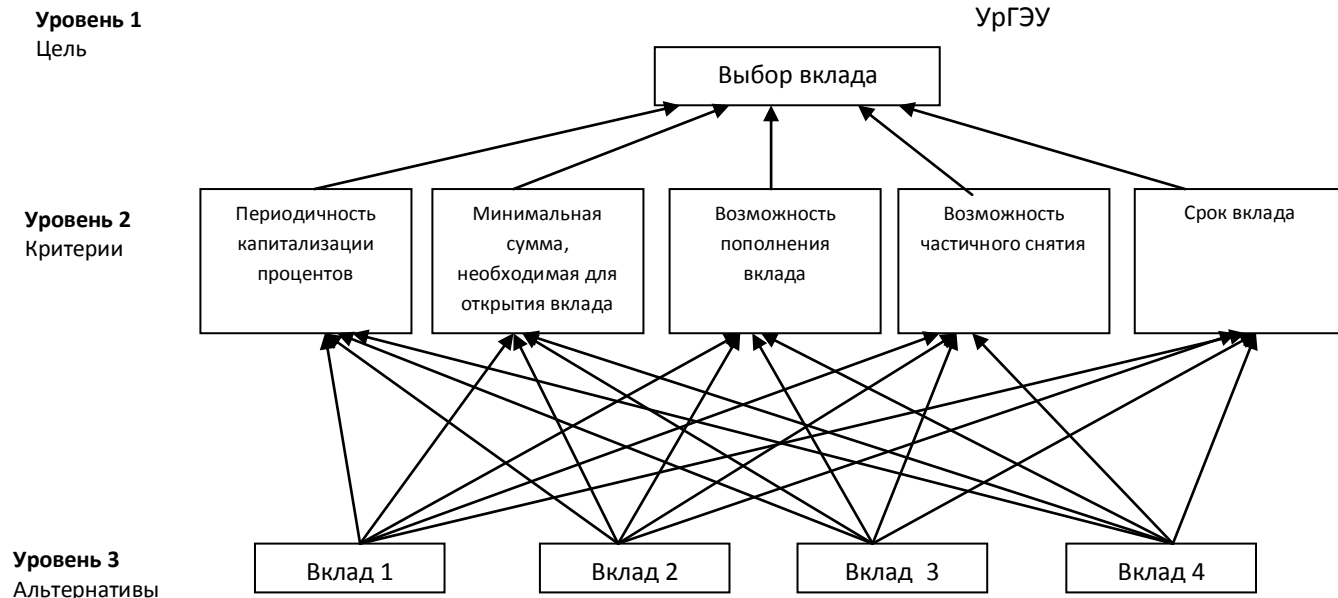 Уровень 1
Цель
УрГЭУ
Выбор вклада
Уровень 2
Критерии
Периодичность
капитализации
процентов
Минимальная
сумма,
необходимая для
открытия вклада
Возможность
пополнения
вклада
Возможность
частичного снятия
Срок вклада
Уровень 3
Альтернативы
Вклад 1
Вклад 2
Вклад 3
Вклад 4